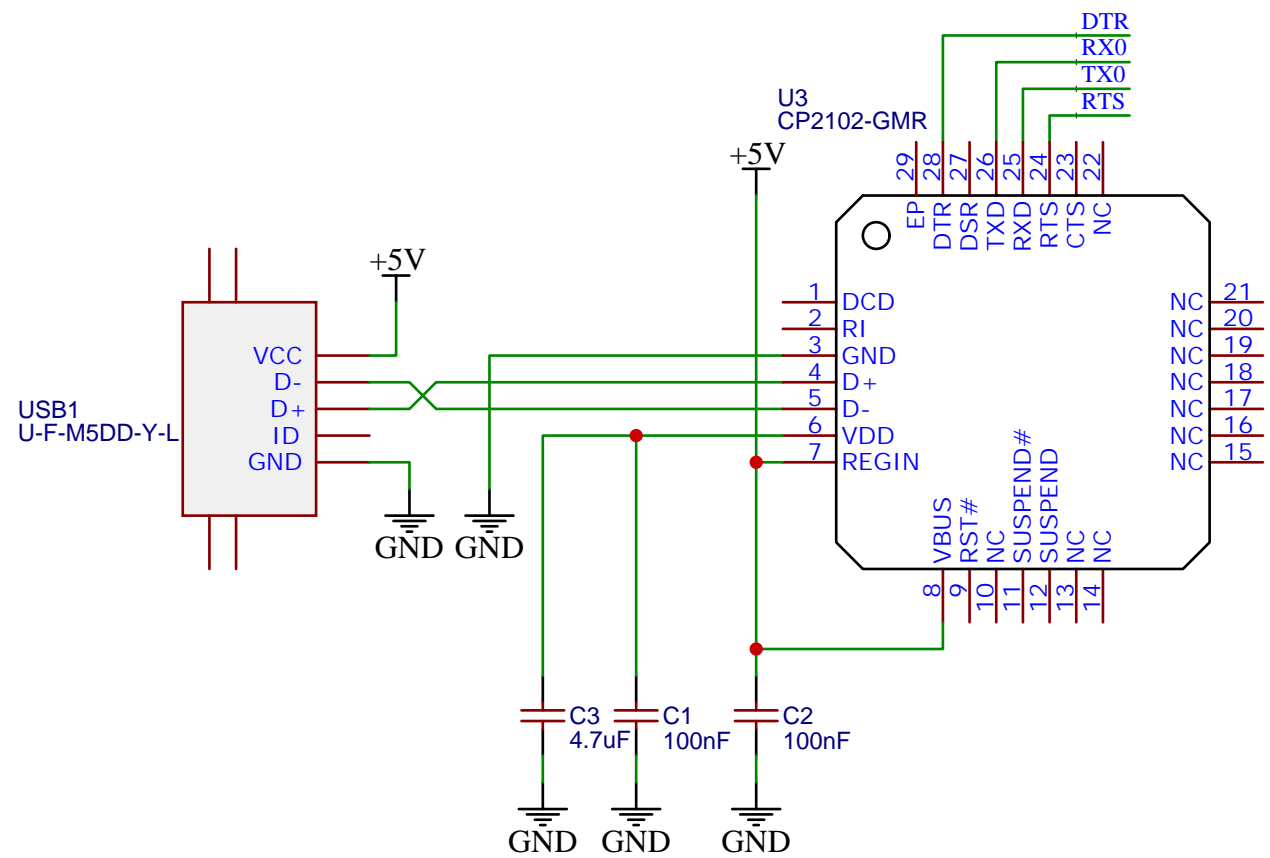 DTR
RX0
TX0
RTS
U3
CP2102-GMR
+5V
29 28 27 26 25 24 23 22
EP DTR DSR TXD RXD RTS CTS NC
+5V
USB1
U-F-M5DD-Y-L
VCC
D-
D+
ID
GND
GND
GND
1 DCD
2 RI
3 GND
4 D+
5 D-
6 VDD
7 REGIN
NC 21
NC 20
NC 19
NC 18
NC 17
NC 16
NC 15
VBUS RST# NC SUSPEND# SUSPEND NC NC
8 9 10 11 12 13 14
C3
4.7uF
C1
100nF
C2
100nF
GND
GND
GND